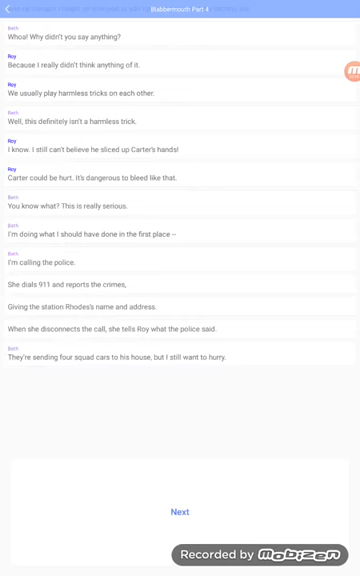 Blabbermouth Part 4
Beth
Whoa! Why didn't you say anything?
Roy
Because I really didn't think anything of it.
Roy
We usually play harmless tricks on each other.
Beth
Well, this definitely isn't a harmless trick.
Roy
I know. I still can't believe he sliced up Carter's hands!
Roy
Carter could be hurt. It's dangerous to bleed like that.
Beth
You know what? This is really serious.
Beth
I'm doing what I should have done in the first place --
Beth
I'm calling the police.
She dials 911 and reports the crimes,
Giving the station Rhodes's name and address.
When she disconnects the call, she tells Roy what the police said.
Beth
They're sending four squad cars to his house, but I still want to hurry.
Next
Recorded by mobizen